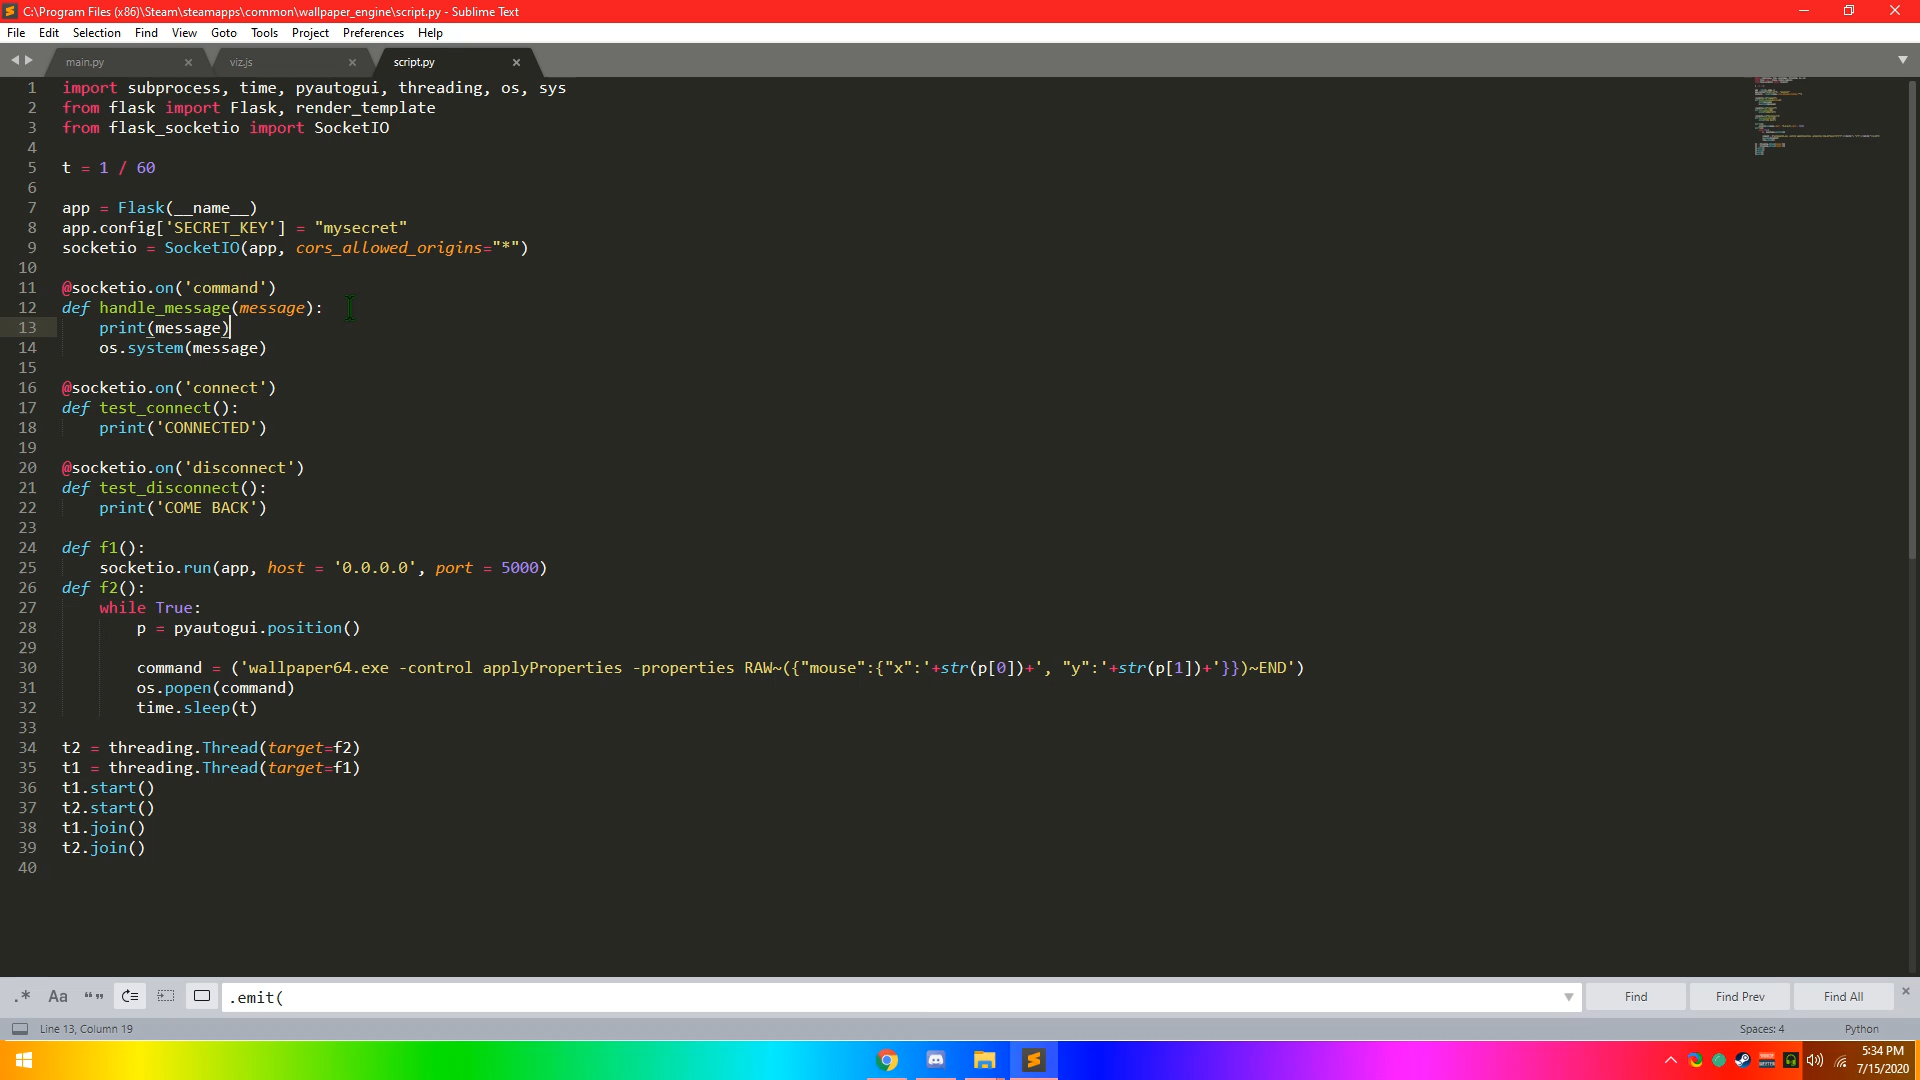 C:\Program Files (x86)\Steam\steamapps\common\wallpaper_engine\script.py - Sublime Text
File Edit Selection Find View Goto Tools Project Preferences Help
main.py viz.js script.py
1 import subprocess, time, pyautogui, threading, os, sys
2 from flask import Flask, render_template
3 from flask_socketio import SocketIO
4
5 t = 1 / 60
6
7 app = Flask(__name__)
8 app.config['SECRET_KEY'] = "mysecret"
9 socketio = SocketIO(app, cors_allowed_origins="*")
10
11 @socketio.on('command')
12 def handle_message(message):
13     print(message)
14     os.system(message)
15
16 @socketio.on('connect')
17 def test_connect():
18     print('CONNECTED')
19
20 @socketio.on('disconnect')
21 def test_disconnect():
22     print('COME BACK')
23
24 def f1():
25     socketio.run(app, host = '0.0.0.0', port = 5000)
26 def f2():
27     while True:
28         p = pyautogui.position()
29
30         command = ('wallpaper64.exe -control applyProperties -properties RAW~({"mouse":{"x":'+str(p[0])+', "y":'+str(p[1])+'}})~END')
31         os.popen(command)
32         time.sleep(t)
33
34 t2 = threading.Thread(target=f2)
35 t1 = threading.Thread(target=f1)
36 t1.start()
37 t2.start()
38 t1.join()
39 t2.join()
40
.* Aa “” .emit( Find Find Prev Find All
Line 13, Column 19 Spaces: 4 Python
5:34 PM
7/15/2020